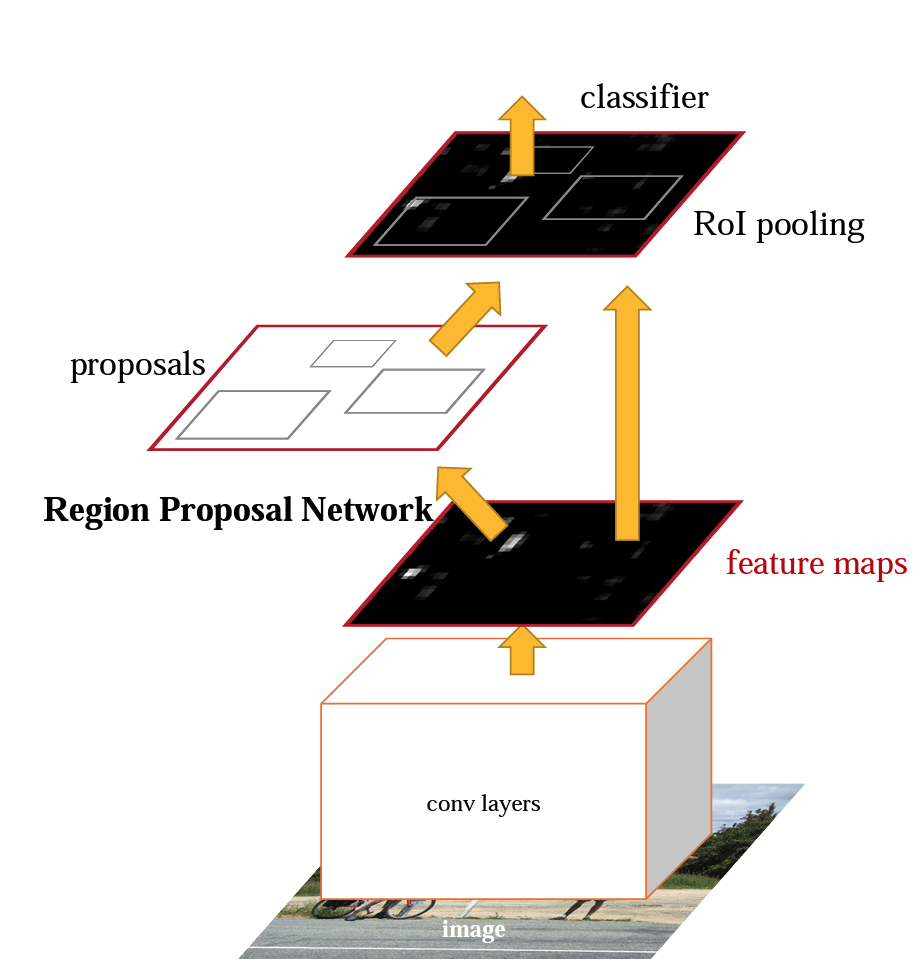 classifier
RoI pooling
proposals
Region Proposal Network
feature maps
conv layers
image